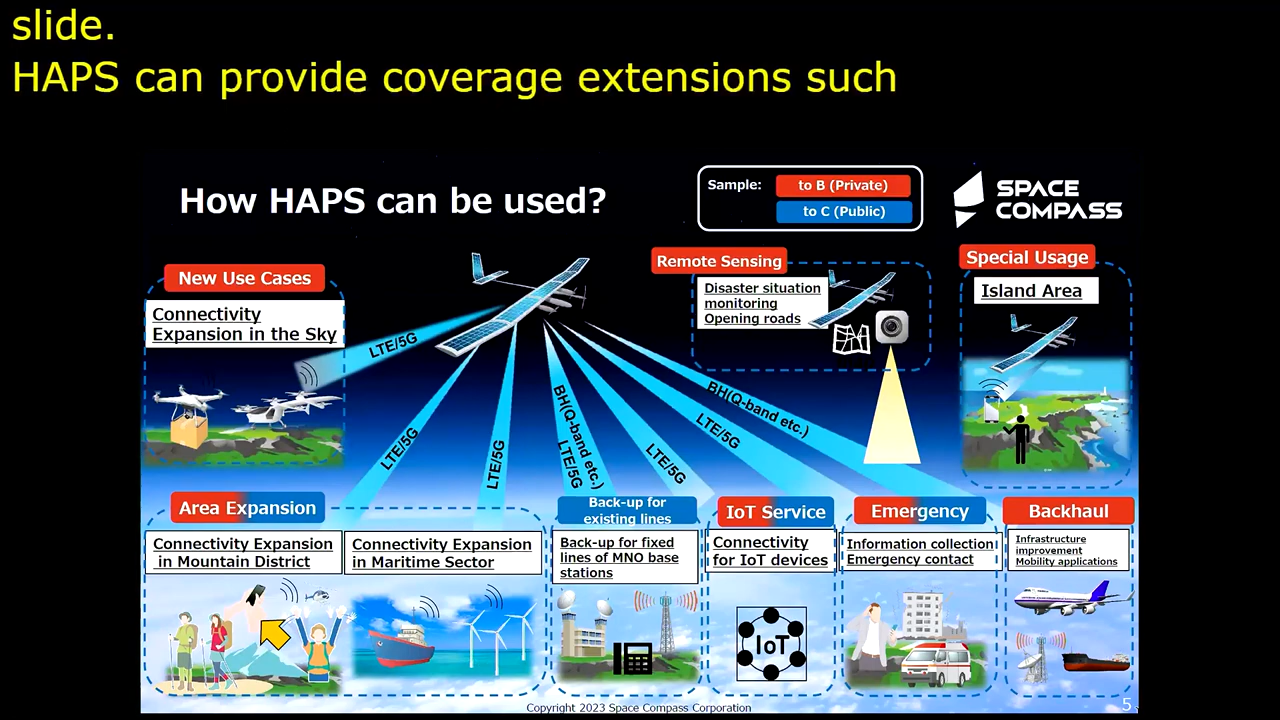 slide.
HAPS can provide coverage extensions such
How HAPS can be used?
Sample:
to B (Private)
to C (Public)
SPACE
COMPASS
New Use Cases
Connectivity
Expansion in the Sky
LTE/5G
Remote Sensing
Disaster situation
monitoring
Opening roads
Special Usage
Island Area
LTE/5G
LTE/5G
BH(Q-band etc.)
LTE/5G
LTE/5G
LTE/5G
BH(Q-band etc.)
Area Expansion
Connectivity Expansion
in Mountain District
Connectivity Expansion
in Maritime Sector
Back-up for
existing lines
Back-up for fixed
lines of MNO base
stations
IoT Service
Connectivity
for IoT devices
IoT
Emergency
Information collection
Emergency contact
Backhaul
Infrastructure
improvement
Mobility applications
Copyright 2023 Space Compass Corporation
5